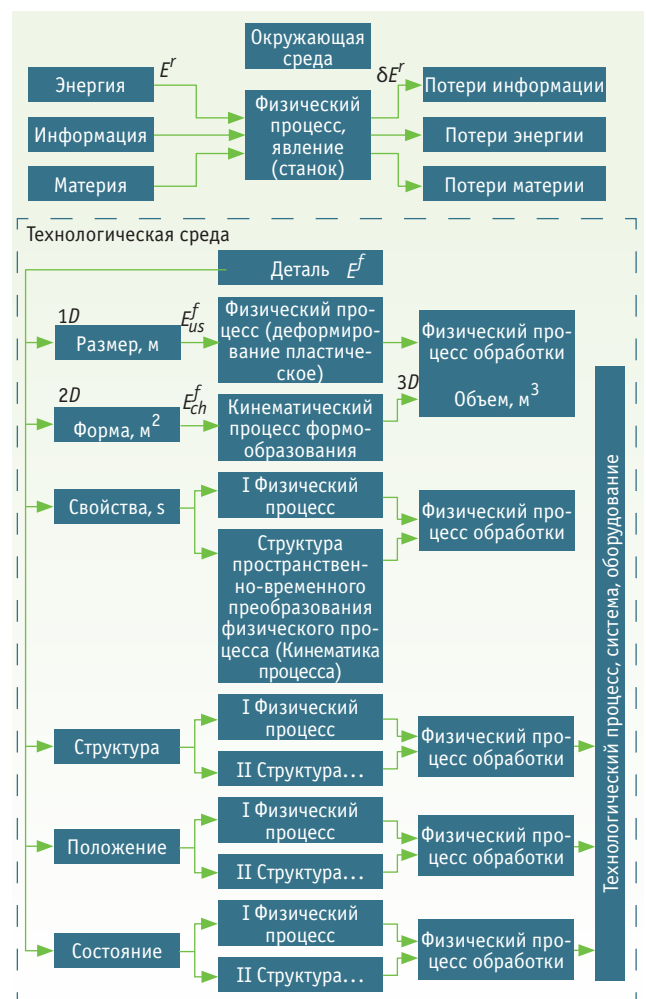 Окружающая
среда
Энергия
E^r
Физический
процесс,
явление
(станок)
δE^r
Потери информации
Информация
Потери энергии
Материя
Потери материи
Технологическая среда
Деталь E^f
1D
Размер, м
E^f_us
Физический про-
цесс (деформиро-
вание пластиче-
ское)
Физический про-
цесс обработки
Объем, м³
2D
Форма, м²
E^f_ch
Кинематический
процесс формо-
образования
3D
Свойства, s
I Физический
процесс
Структура
пространствен-
но-временного
преобразования
физического про-
цесса (Кинематика
процесса)
Физический про-
цесс обработки
Структура
I Физический
процесс
II Структура...
Физический про-
цесс обработки
Положение
I Физический
процесс
II Структура...
Физический про-
цесс обработки
Состояние
I Физический
процесс
II Структура...
Физический про-
цесс обработки
Технологический процесс, система, оборудование